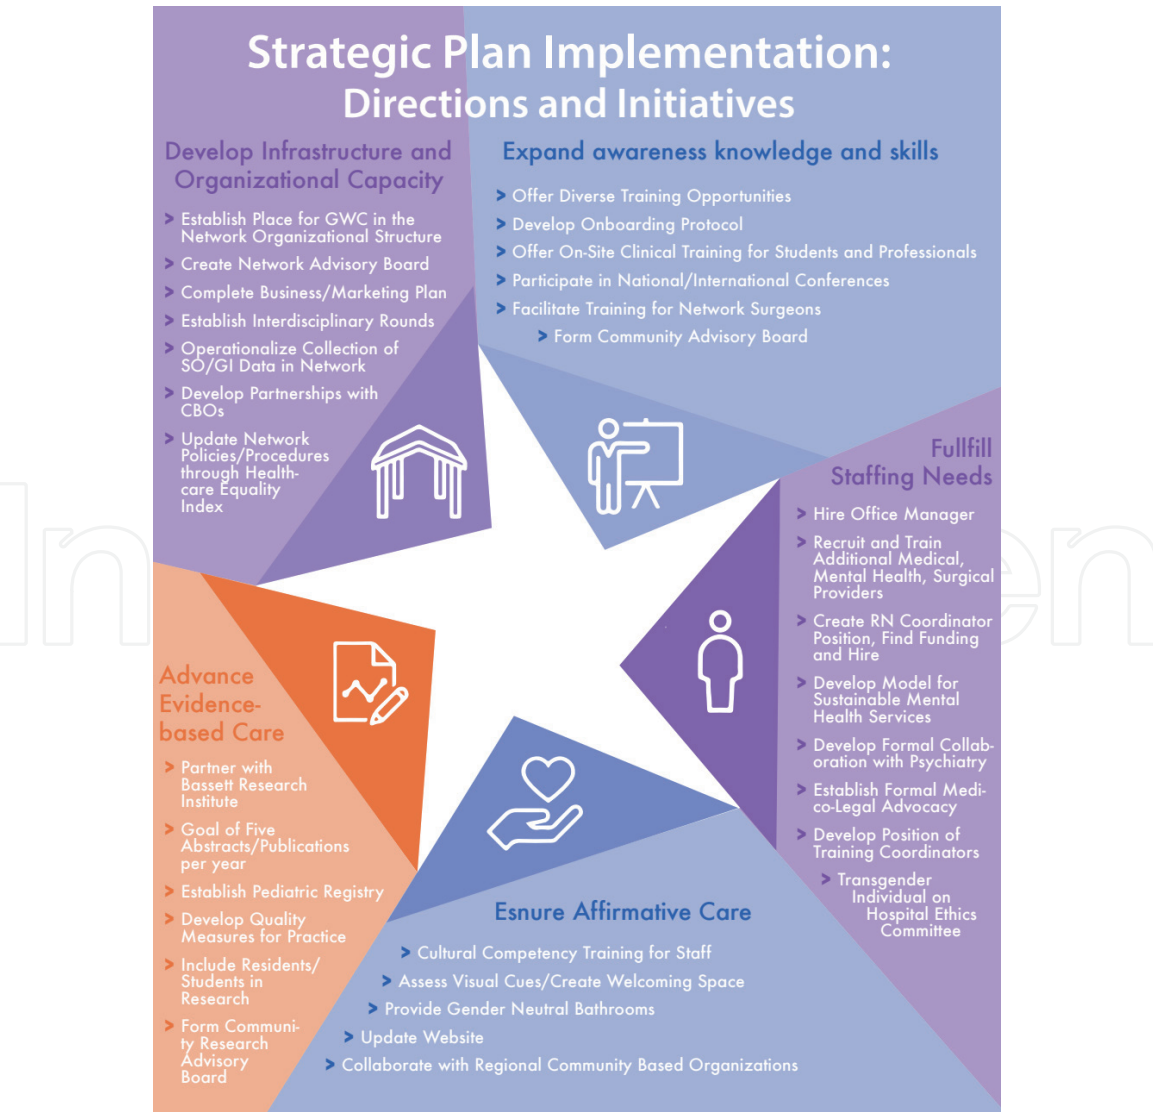 Strategic Plan Implementation:
Directions and Initiatives
Develop Infrastructure and
Organizational Capacity
> Establish Place for GWC in the
Network Organizational Structure
> Create Network Advisory Board
> Complete Business/Marketing Plan
> Establish Interdisciplinary Rounds
> Operationalize Collection of
SO/GI Data in Network
> Develop Partnerships with
CBOs
> Update Network
Policies/Procedures
through Health-
care Equality
Index
Expand awareness knowledge and skills
> Offer Diverse Training Opportunities
> Develop Onboarding Protocol
> Offer On-Site Clinical Training for Students and Professionals
> Participate in National/International Conferences
> Facilitate Training for Network Surgeons
> Form Community Advisory Board
Fullfill
Staffing Needs
> Hire Office Manager
> Recruit and Train
Additional Medical,
Mental Health, Surgical
Providers
> Create RN Coordinator
Position, Find Funding
and Hire
> Develop Model for
Sustainable Mental
Health Services
> Develop Formal Collab-
oration with Psychiatry
> Establish Formal Medi-
co-Legal Advocacy
> Develop Position of
Training Coordinators
> Transgender
Individual on
Hospital Ethics
Committee
Advance
Evidence-
based Care
> Partner with
Bassett Research
Institute
> Goal of Five
Abstracts/Publications
per year
> Establish Pediatric Registry
> Develop Quality
Measures for Practice
> Include Residents/
Students in
Research
> Form Communi-
ty Research
Advisory
Board
Esnure Affirmative Care
> Cultural Competency Training for Staff
> Assess Visual Cues/Create Welcoming Space
> Provide Gender Neutral Bathrooms
> Update Website
> Collaborate with Regional Community Based Organizations